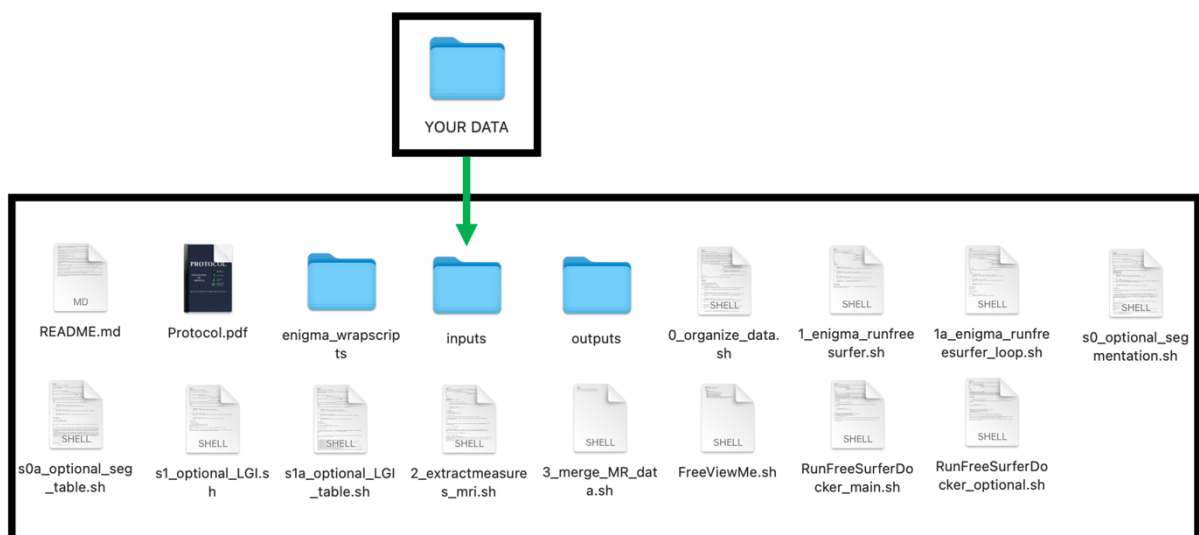 YOUR DATA
MD
PROTOCOL
SHELL
SHELL
SHELL
SHELL
README.md
Protocol.pdf
enigma_wrapscrip
ts
inputs
outputs
0_organize_data.
sh
1_enigma_runfree
surfer.sh
1a_enigma_runfre
esurfer_loop.sh
s0_optional_seg
mentation.sh
SHELL
SHELL
SHELL
SHELL
SHELL
SHELL
SHELL
SHELL
s0a_optional_seg
_table.sh
s1_optional_LGI.s
h
s1a_optional_LGI
_table.sh
2_extractmeasure
s_mri.sh
3_merge_MR_dat
a.sh
FreeViewMe.sh
RunFreeSurferDo
cker_main.sh
RunFreeSurferDo
cker_optional.sh